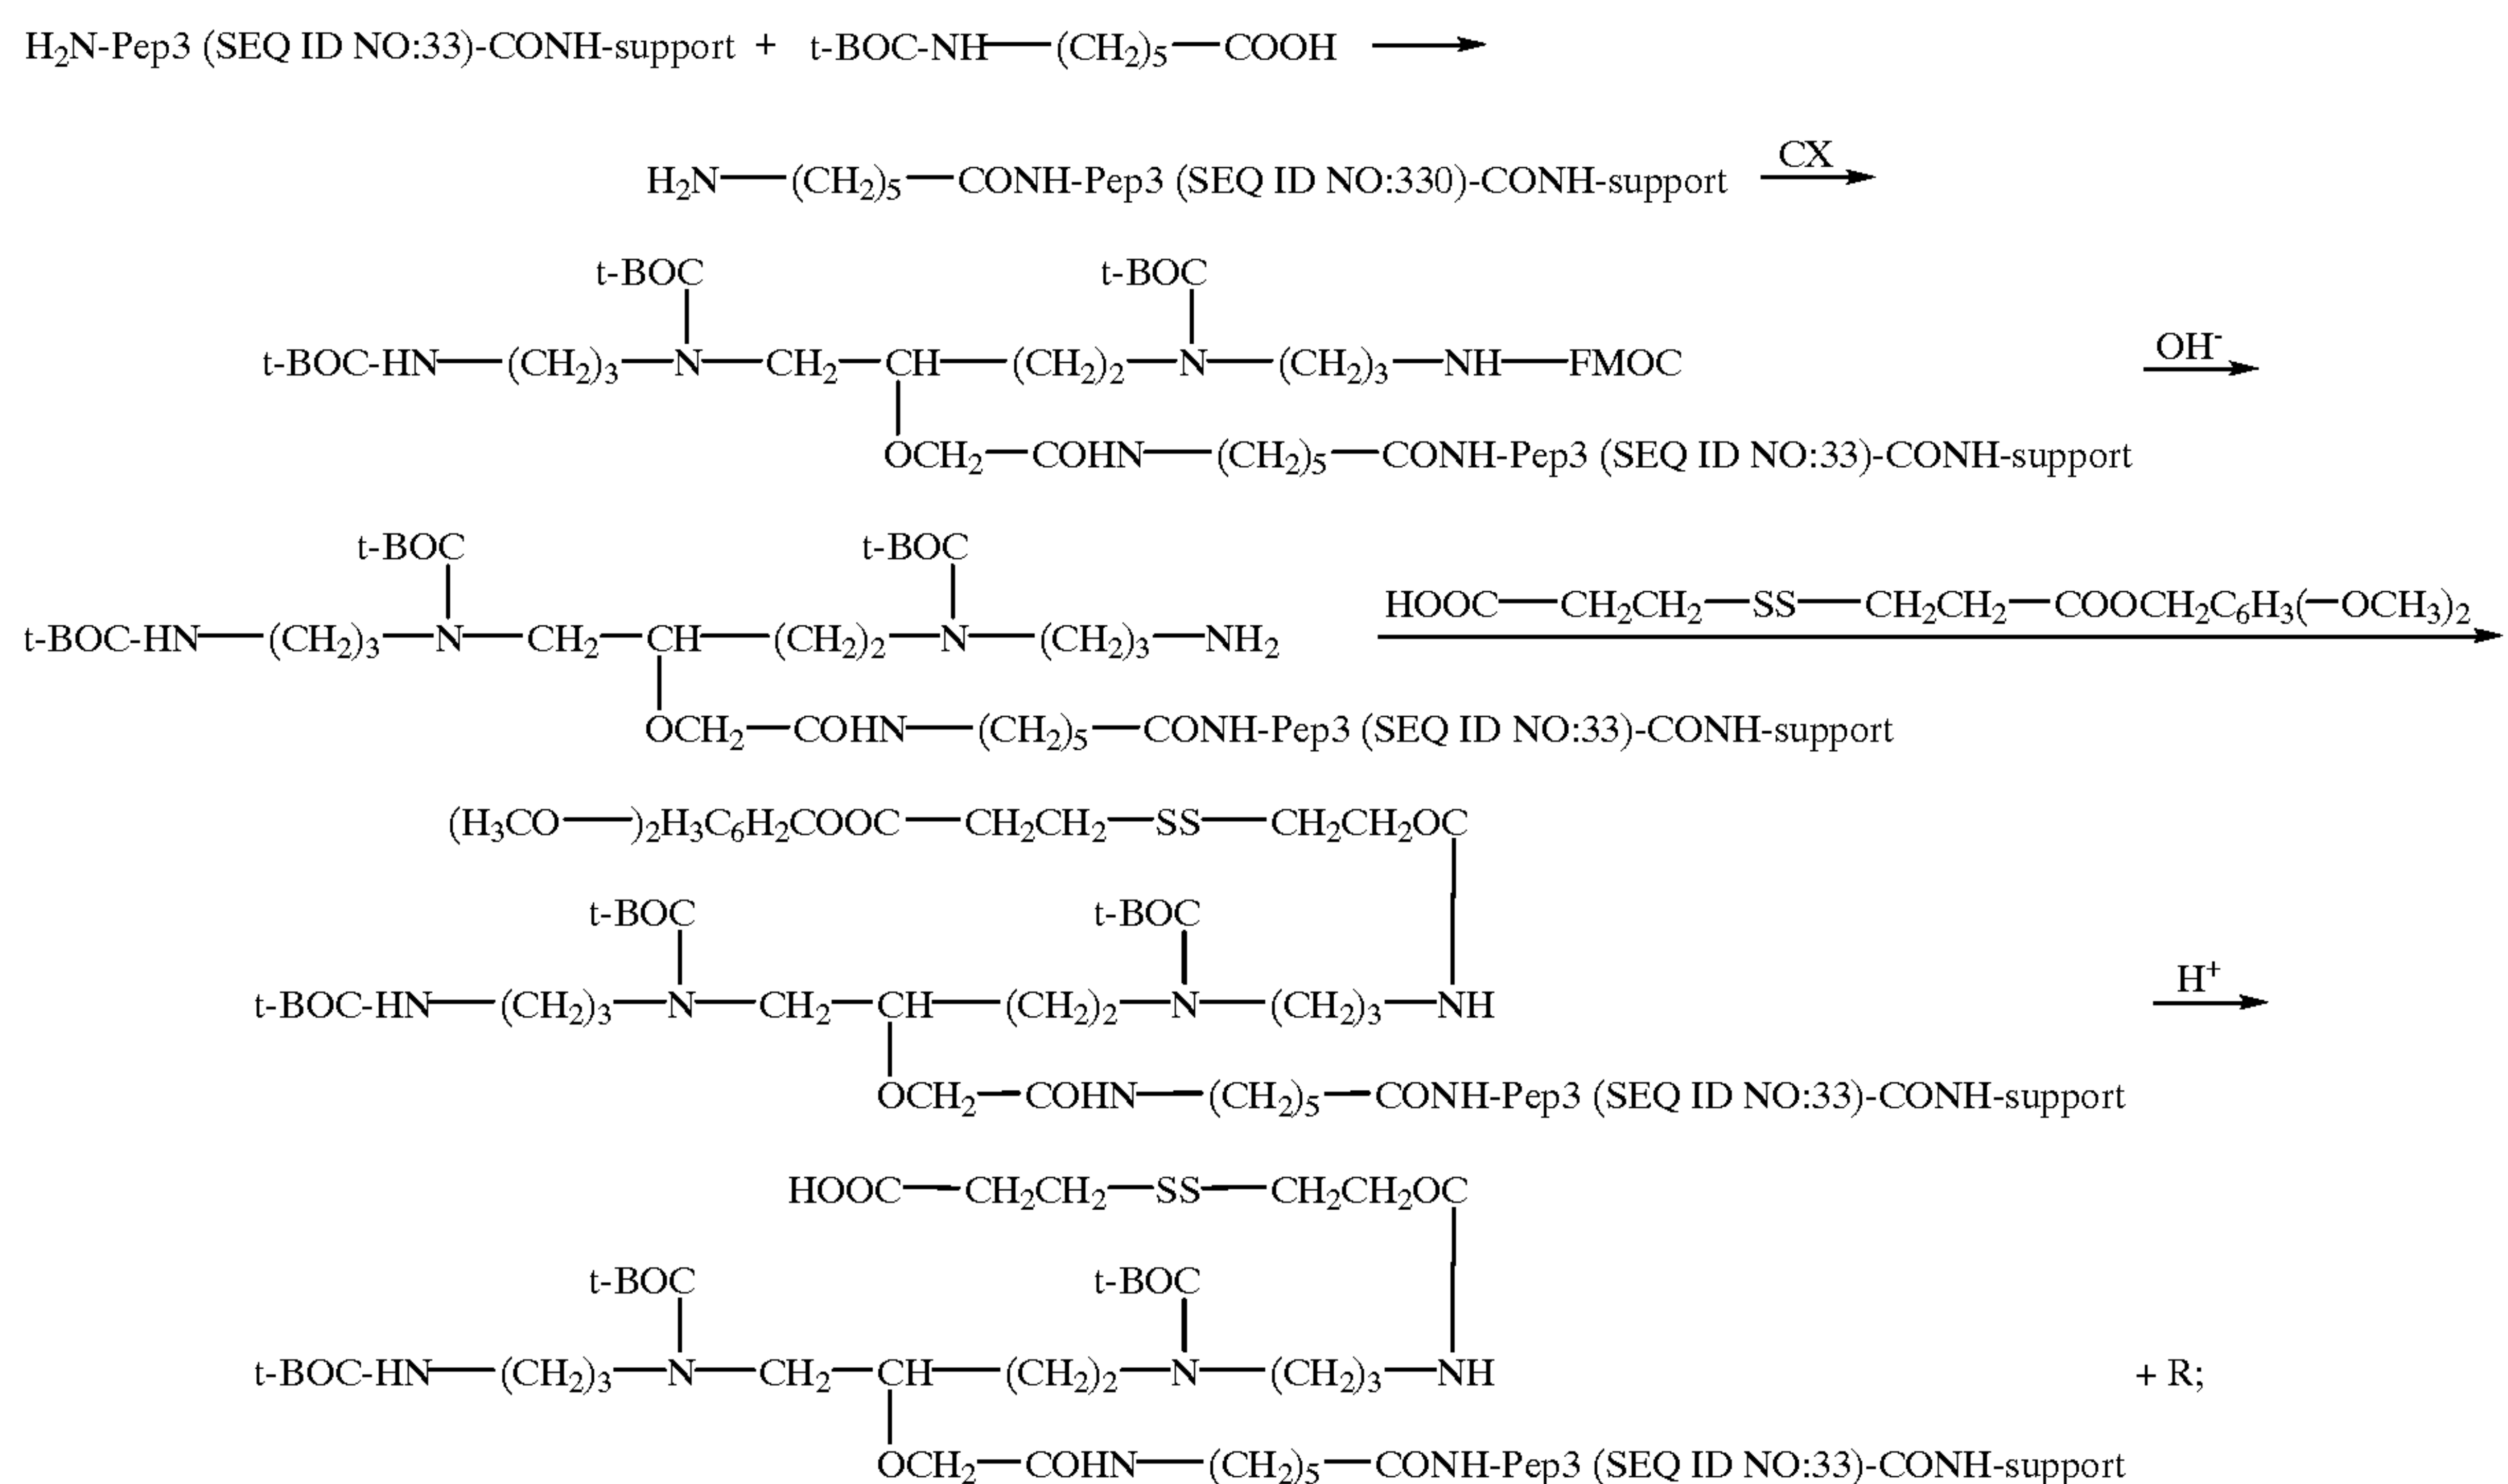 H₂N-Pep3 (SEQ ID NO:33)-CONH-support + t-BOC-NH—(CH₂)₅—COOH
H₂N—(CH₂)₅—CONH-Pep3 (SEQ ID NO:330)-CONH-support CX
t-BOC t-BOC
t-BOC-HN—(CH₂)₃—N—CH₂—CH—(CH₂)₂—N—(CH₂)₃—NH—FMOC OH⁻
OCH₂—COHN—(CH₂)₅—CONH-Pep3 (SEQ ID NO:33)-CONH-support
t-BOC t-BOC
HOOC—CH₂CH₂—SS—CH₂CH₂—COOCH₂C₆H₃(—OCH₃)₂
t-BOC-HN—(CH₂)₃—N—CH₂—CH—(CH₂)₂—N—(CH₂)₃—NH₂
OCH₂—COHN—(CH₂)₅—CONH-Pep3 (SEQ ID NO:33)-CONH-support
(H₃CO—)₂H₃C₆H₂COOC—CH₂CH₂—SS—CH₂CH₂OC
t-BOC t-BOC
t-BOC-HN—(CH₂)₃—N—CH₂—CH—(CH₂)₂—N—(CH₂)₃—NH H⁺
OCH₂—COHN—(CH₂)₅—CONH-Pep3 (SEQ ID NO:33)-CONH-support
HOOC—CH₂CH₂—SS—CH₂CH₂OC
t-BOC t-BOC
t-BOC-HN—(CH₂)₃—N—CH₂—CH—(CH₂)₂—N—(CH₂)₃—NH + R;
OCH₂—COHN—(CH₂)₅—CONH-Pep3 (SEQ ID NO:33)-CONH-support